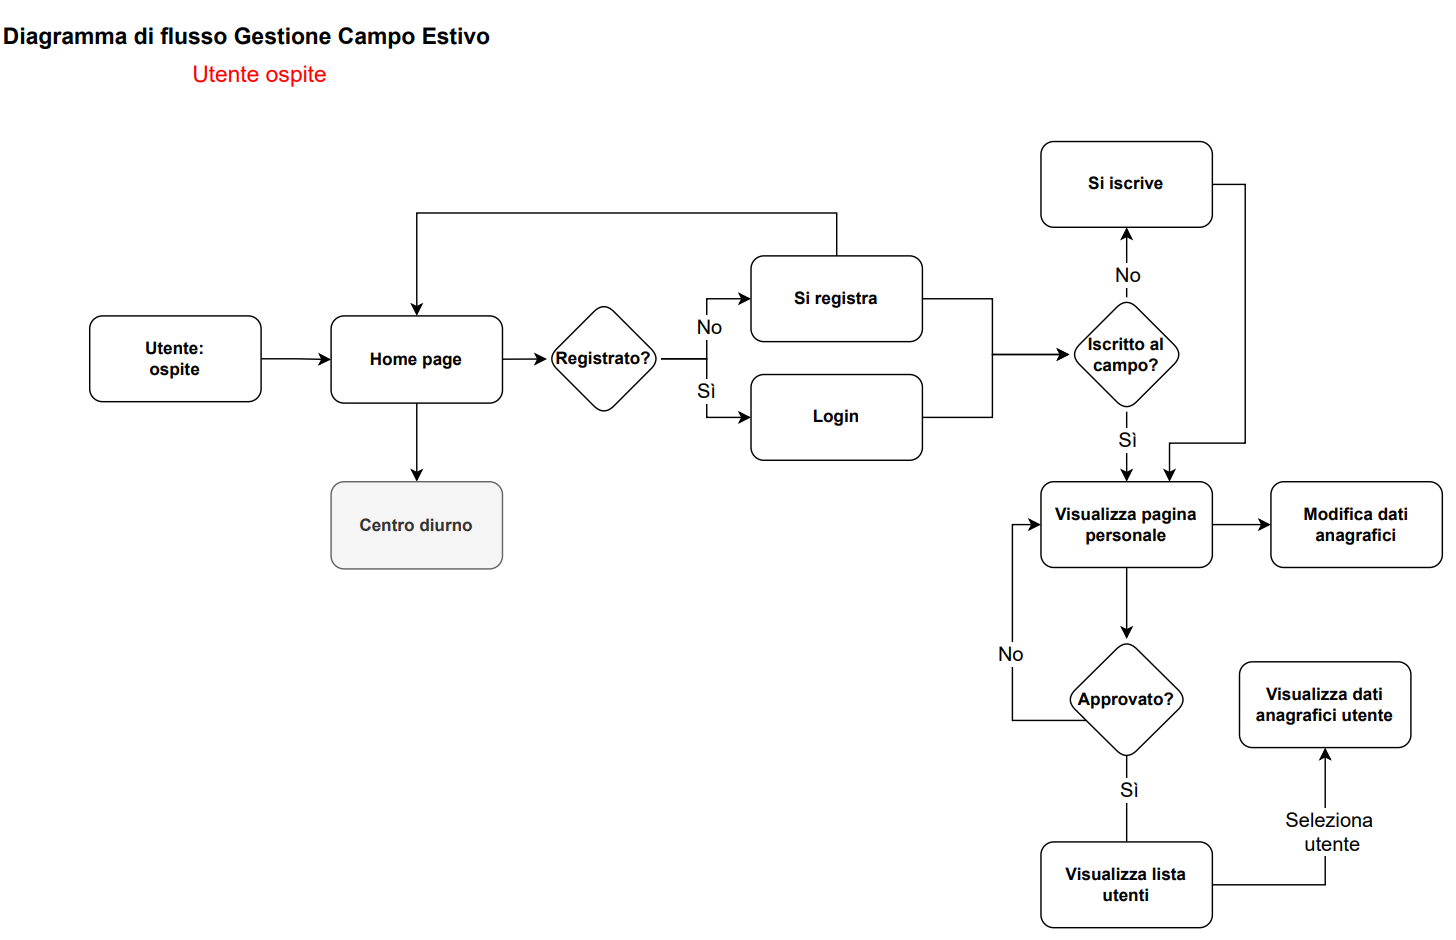 Diagramma di flusso Gestione Campo Estivo
Utente ospite
Si iscrive
No
Si registra
Iscritto al
campo?
Utente:
ospite
Home page
Registrato?
No
Sì
Login
Sì
Centro diurno
Visualizza pagina
personale
Modifica dati
anagrafici
No
Approvato?
Visualizza dati
anagrafici utente
Sì
Seleziona
utente
Visualizza lista
utenti